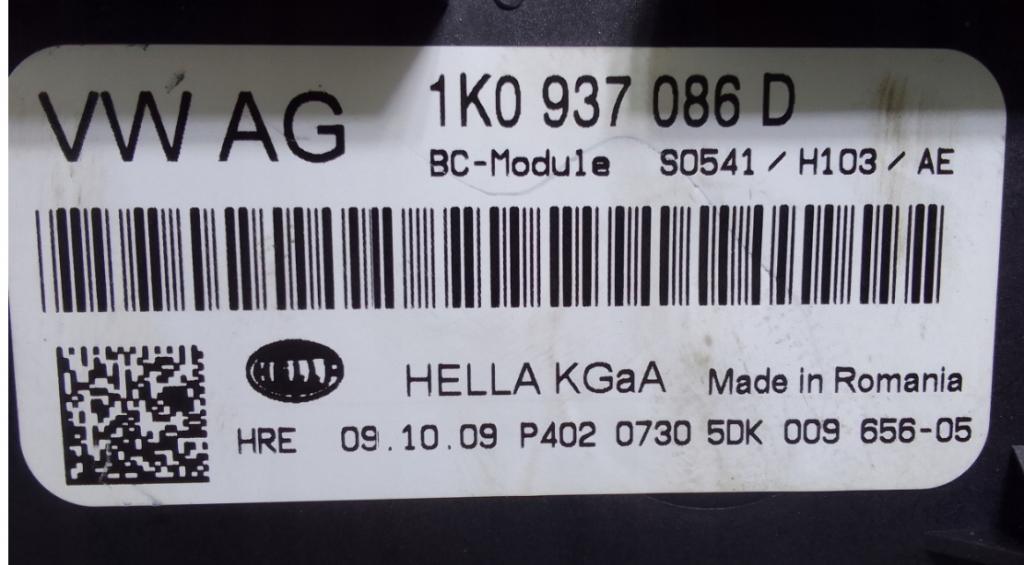 VW AG 1K0 937 086 D
BC-Module S0541 / H103 / AE
HELLA
HELLA KGaA Made in Romania
HRE 09.10.09 P402 0730 5DK 009 656-05